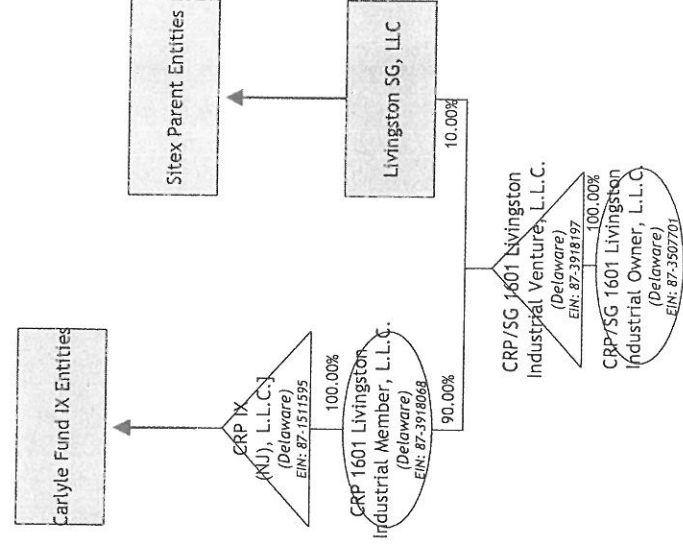 Carlyle Fund IX Entities
Sitex Parent Entities
CRP IX
(NJ), L.L.C.]
(Delaware)
EIN: 87-1511595
100.00%
CRP 1601 Livingston
Industrial Member, L.L.C.
(Delaware)
EIN: 87-3918068
Livingston SG, LLC
90.00%
10.00%
CRP/SG 1601 Livingston
Industrial Venture, L.L.C.
(Delaware)
EIN: 87-3918197
100.00%
CRP/SG 1601 Livingston
Industrial Owner, L.L.C.
(Delaware)
EIN: 87-3507701